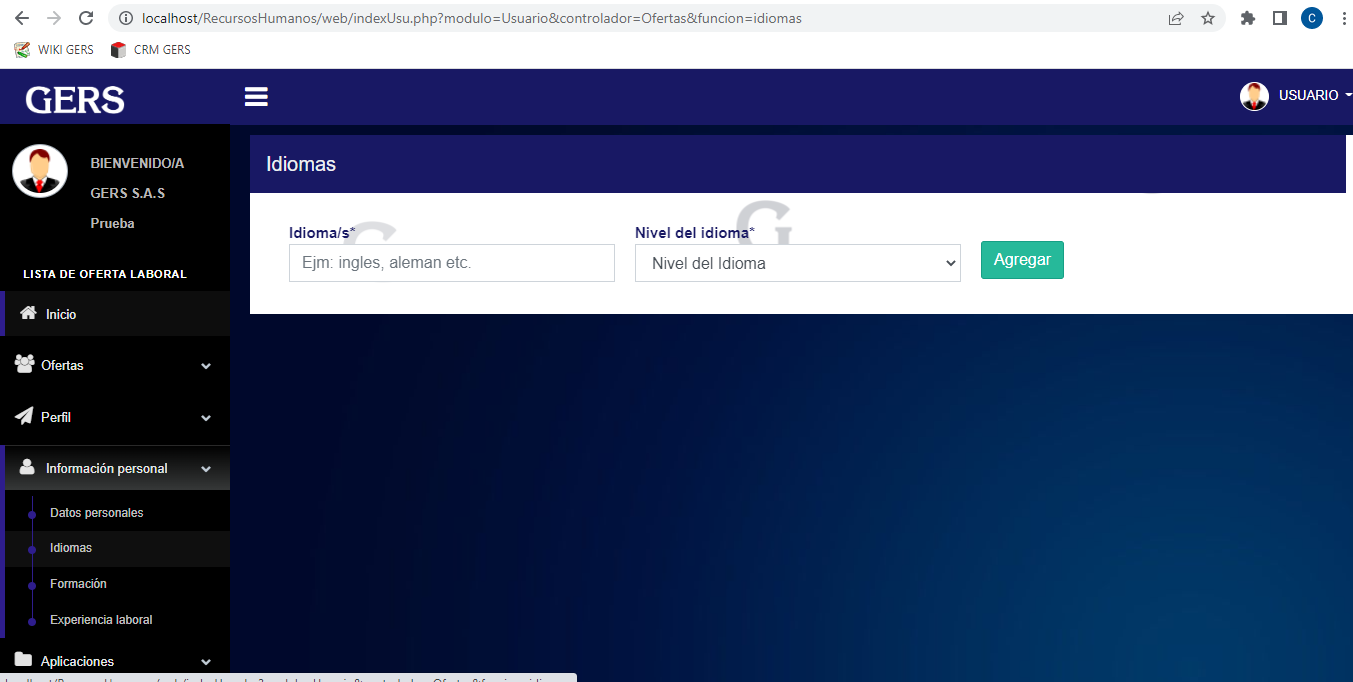 localhost/RecursosHumanos/web/indexUsu.php?modulo=Usuario&controlador=Ofertas&funcion=idiomas
C
WIKI GERS
CRM GERS
GERS
USUARIO
BIENVENIDO/A
GERS S.A.S
Prueba
LISTA DE OFERTA LABORAL
Inicio
Ofertas
Perfil
Información personal
Datos personales
Idiomas
Formación
Experiencia laboral
Aplicaciones
Idiomas
Idioma/s*
Ejm: ingles, aleman etc.
Nivel del idioma*
Nivel del Idioma
Agregar